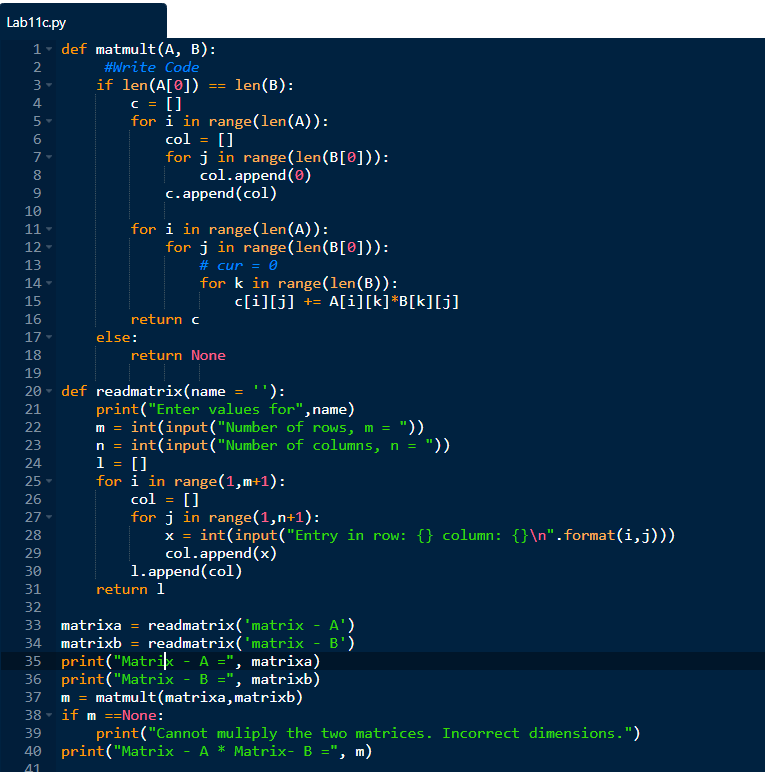 Lab11c.py
1 def matmult(A, B):
2 #Write Code
3 if len(A[0]) == len(B):
4 c = []
5 for i in range(len(A)):
6 col = []
7 for j in range(len(B[0])):
8 col.append(0)
9 c.append(col)
10
11 for i in range(len(A)):
12 for j in range(len(B[0])):
13 # cur = 0
14 for k in range(len(B)):
15 c[i][j] += A[i][k]*B[k][j]
16 return c
17 else:
18 return None
19
20 def readmatrix(name = ''):
21 print("Enter values for",name)
22 m = int(input("Number of rows, m = "))
23 n = int(input("Number of columns, n = "))
24 l = []
25 for i in range(1,m+1):
26 col = []
27 for j in range(1,n+1):
28 x = int(input("Entry in row: {} column: {}\n".format(i,j)))
29 col.append(x)
30 l.append(col)
31 return l
32
33 matrixa = readmatrix('matrix - A')
34 matrixb = readmatrix('matrix - B')
35 print("Matrix - A =", matrixa)
36 print("Matrix - B =", matrixb)
37 m = matmult(matrixa,matrixb)
38 if m ==None:
39 print("Cannot muliply the two matrices. Incorrect dimensions.")
40 print("Matrix - A * Matrix- B =", m)
41